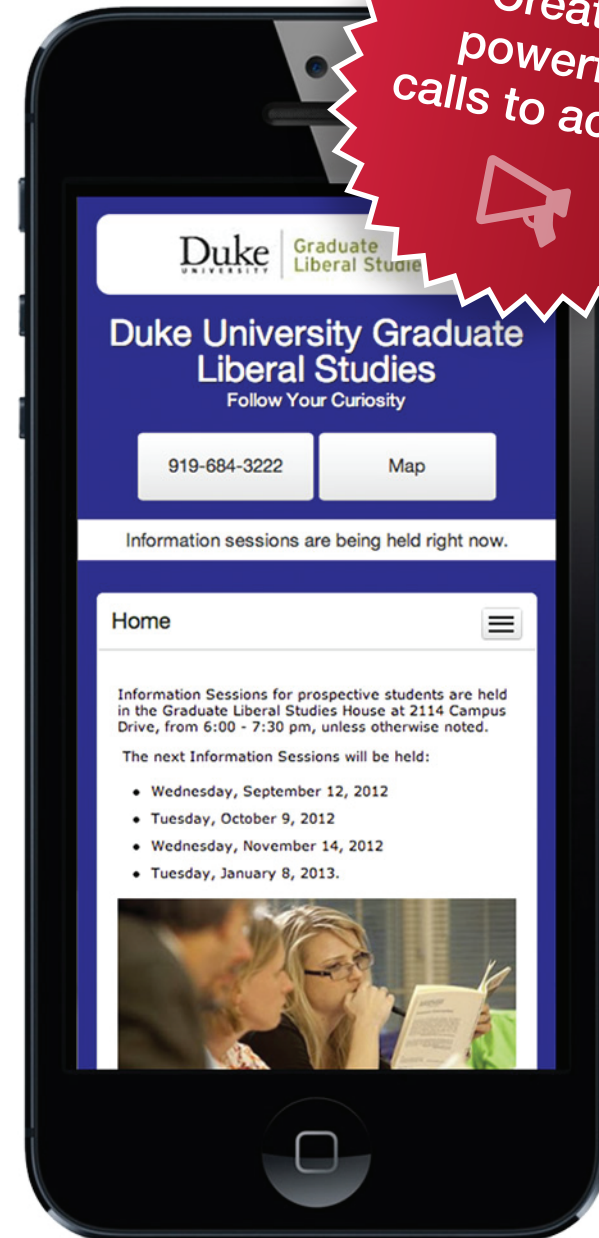 calls to
Duke
UNIVERSITY
Graduate
Liberal
Duke University Graduate
Liberal Studies
Follow Your Curiosity
919-684-3222
Map
Information sessions are being held right now.
Home
Information Sessions for prospective students are held
in the Graduate Liberal Studies House at 2114 Campus
Drive, from 6:00 - 7:30 pm, unless otherwise noted.
The next Information Sessions will be held:
• Wednesday, September 12, 2012
• Tuesday, October 9, 2012
• Wednesday, November 14, 2012
• Tuesday, January 8, 2013.